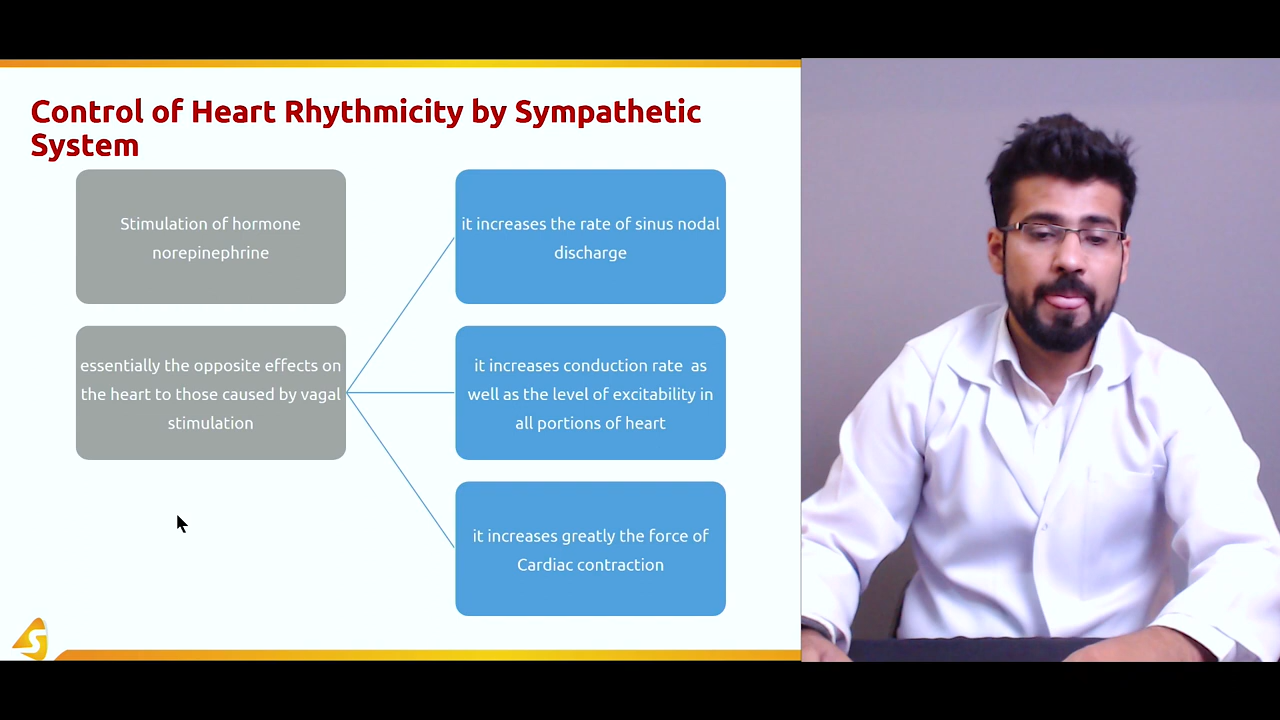 Control of Heart Rhythmicity by Sympathetic
System
Stimulation of hormone
norepinephrine
essentially the opposite effects on
the heart to those caused by vagal
stimulation
it increases the rate of sinus nodal
discharge
it increases conduction rate as
well as the level of excitability in
all portions of heart
it increases greatly the force of
Cardiac contraction
S